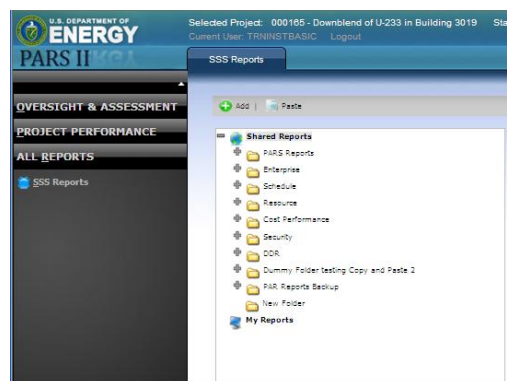 U.S. DEPARTMENT OF
ENERGY
PARS II
Selected Project: 000165 - Downblend of U-233 in Building 3019 Sta
Current User: TRNINSTBASIC Logout
SSS Reports
OVERSIGHT & ASSESSMENT
PROJECT PERFORMANCE
ALL REPORTS
SSS Reports
Add | Paste
Shared Reports
PARS Reports
Enterprise
Schedule
Resource
Cost Performance
Security
DDR
Dummy Folder testing Copy and Paste 2
PAR Reports Backup
New Folder
My Reports